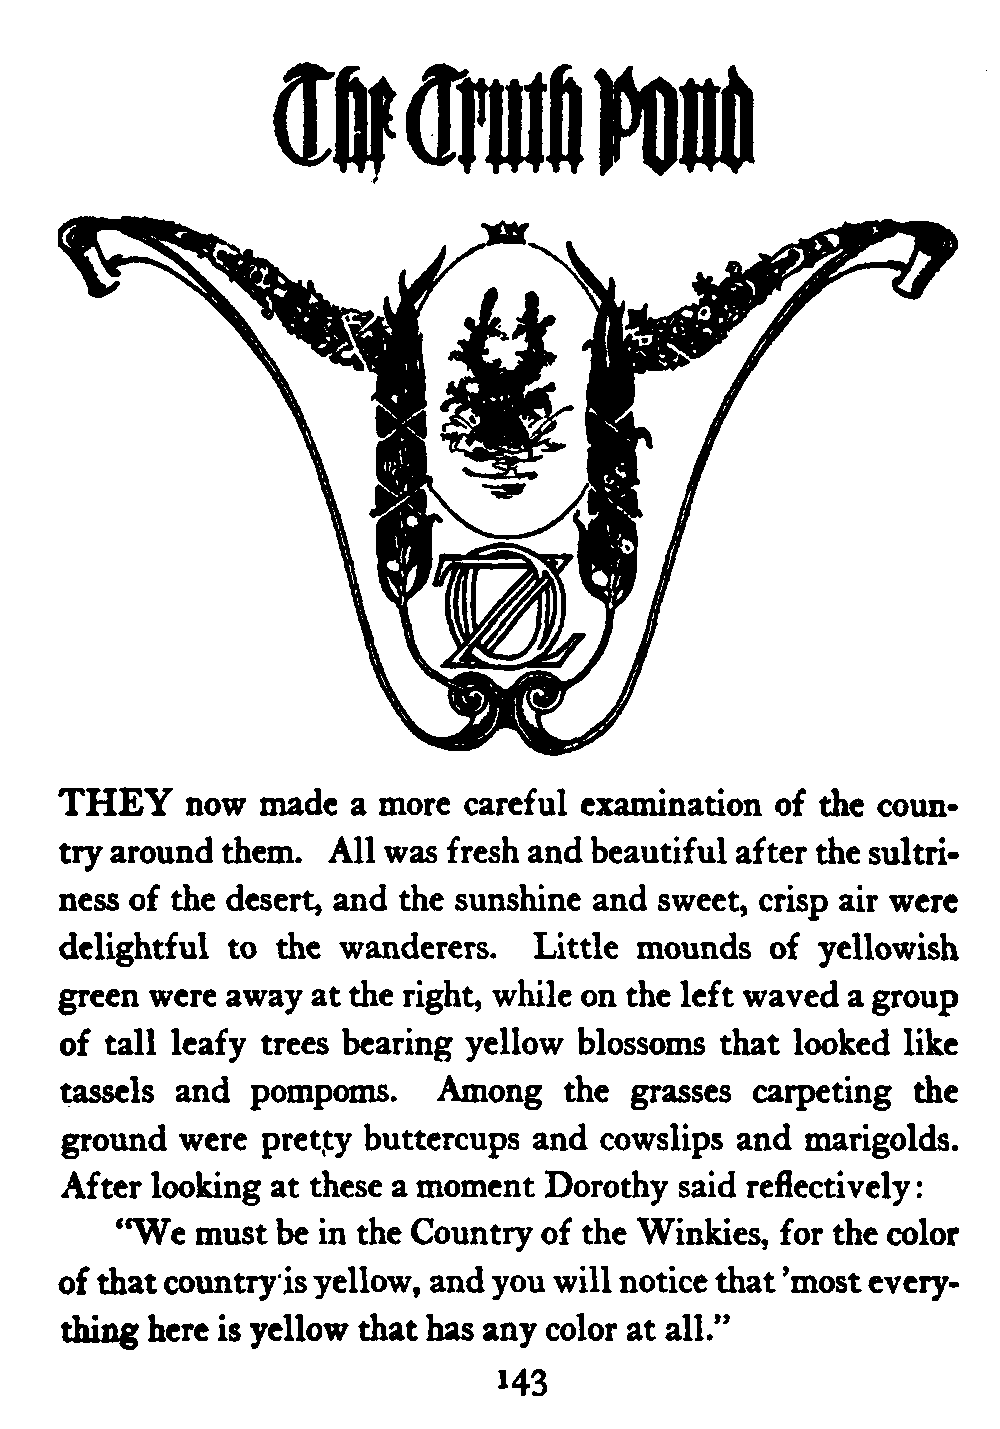 The Truth Pond
OZ
THEY now made a more careful examination of the coun-
try around them. All was fresh and beautiful after the sultri-
ness of the desert, and the sunshine and sweet, crisp air were
delightful to the wanderers. Little mounds of yellowish
green were away at the right, while on the left waved a group
of tall leafy trees bearing yellow blossoms that looked like
tassels and pompoms. Among the grasses carpeting the
ground were pretty buttercups and cowslips and marigolds.
After looking at these a moment Dorothy said reflectively:
“We must be in the Country of the Winkies, for the color
of that country is yellow, and you will notice that ’most every-
thing here is yellow that has any color at all.”
143